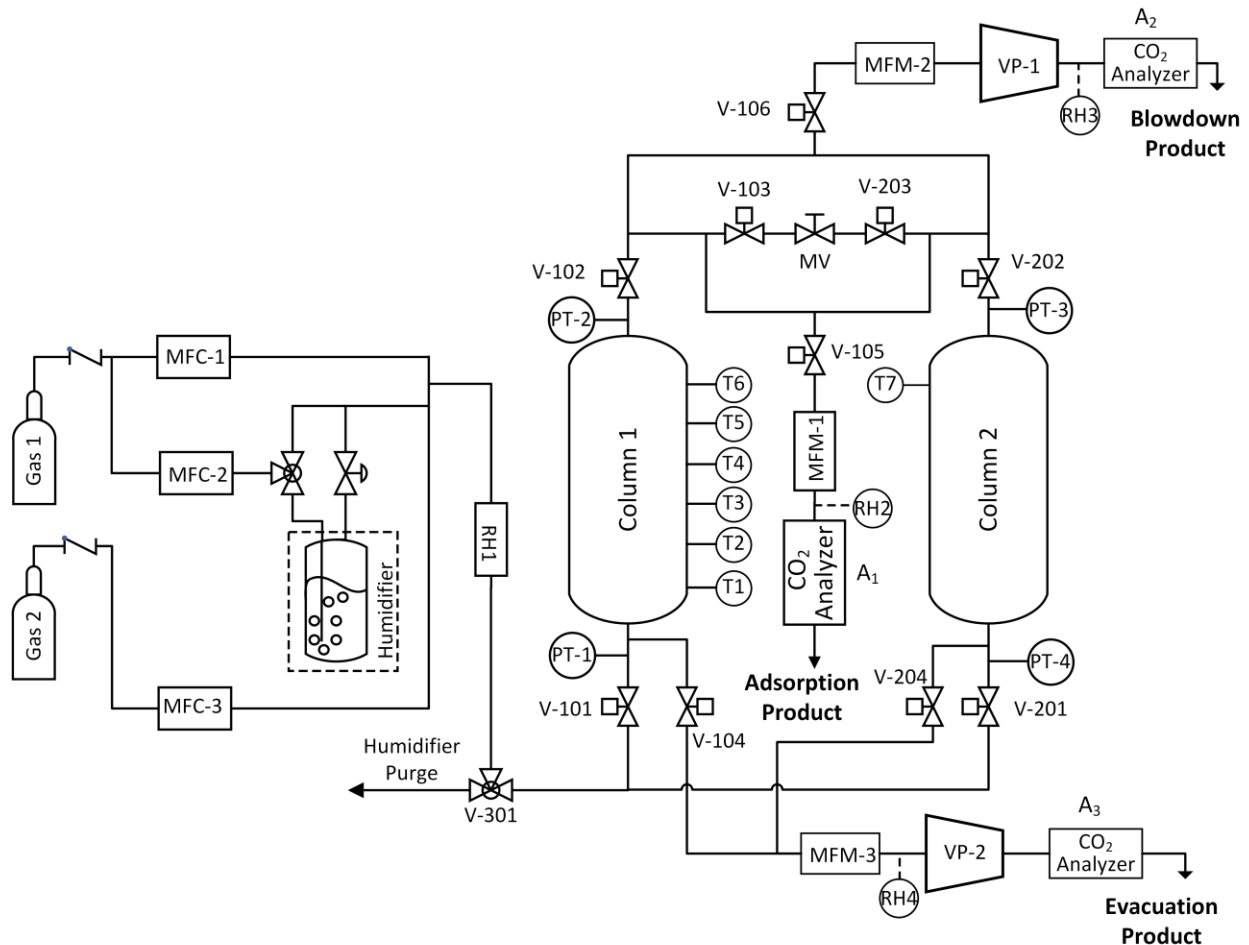 A2
MFM-2
VP-1
CO2
Analyzer
V-106
RH3
Blowdown
Product
V-103
V-203
MV
V-102
V-202
PT-2
PT-3
V-105
MFC-1
T6
T7
T5
Gas 1
MFC-2
T4
Column 1
MFM-1
Column 2
T3
RH2
RH1
T2
CO2
Analyzer
A1
Humidifier
T1
Gas 2
PT-1
PT-4
MFC-3
Adsorption
Product
V-204
V-101
V-201
V-104
Humidifier
Purge
V-301
A3
MFM-3
VP-2
CO2
Analyzer
RH4
Evacuation
Product